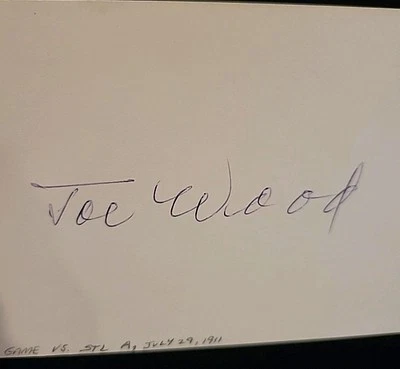 Joe Wood
GAME VS. STL A, JULY 29, 1911